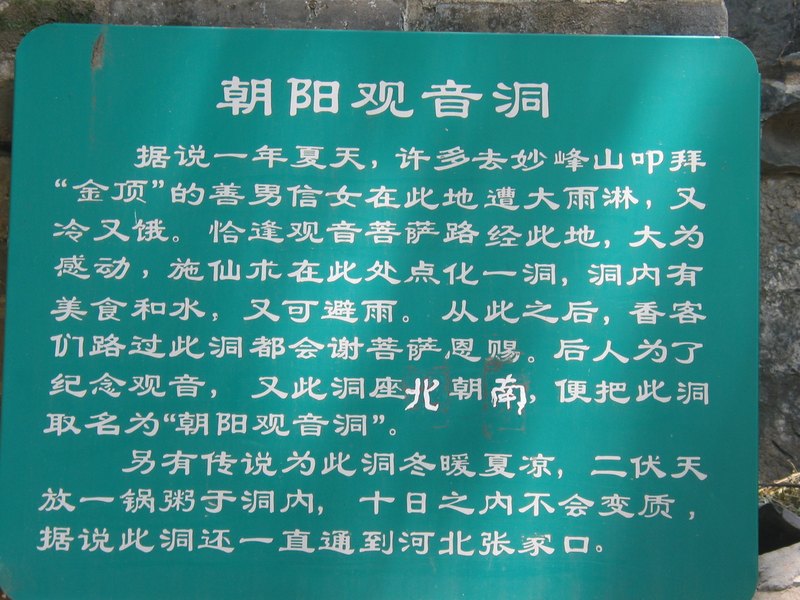 朝阳观音洞
据说一年夏天，许多去妙峰山叩拜
“金顶”的善男信女在此地遭大雨淋，又
冷又饿。恰逢观音菩萨路经此地，大为
感动，施仙术在此处点化一洞，洞内有
美食和水，又可避雨。从此之后，香客
们路过此洞都会谢菩萨恩赐。后人为了
纪念观音，又此洞座北朝南，便把此洞
取名为“朝阳观音洞”。
另有传说为此洞冬暖夏凉，二伏天
放一锅粥于洞内，十日之内不会变质，
据说此洞还一直通到河北张家口。